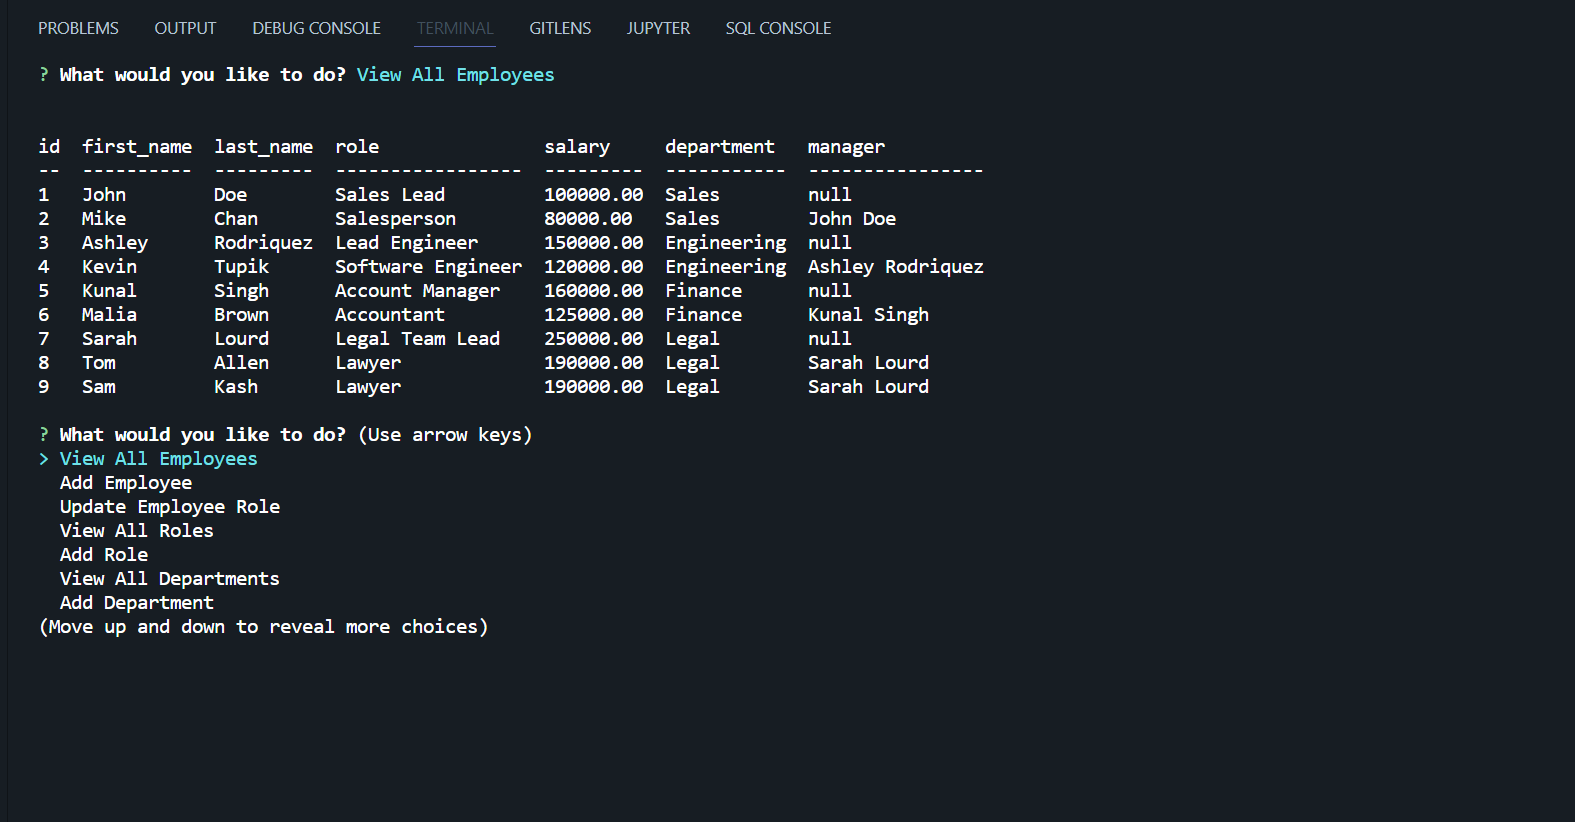 PROBLEMS OUTPUT DEBUG CONSOLE TERMINAL GITLENS JUPYTER SQL CONSOLE
? What would you like to do? View All Employees
id  first_name  last_name  role               salary     department   manager
--  ----------  ---------  -----------------  ---------  -----------  ----------------
1   John        Doe        Sales Lead         100000.00  Sales        null
2   Mike        Chan       Salesperson        80000.00   Sales        John Doe
3   Ashley      Rodriquez  Lead Engineer      150000.00  Engineering  null
4   Kevin       Tupik      Software Engineer  120000.00  Engineering  Ashley Rodriquez
5   Kunal       Singh      Account Manager    160000.00  Finance      null
6   Malia       Brown      Accountant         125000.00  Finance      Kunal Singh
7   Sarah       Lourd      Legal Team Lead    250000.00  Legal        null
8   Tom         Allen      Lawyer             190000.00  Legal        Sarah Lourd
9   Sam         Kash       Lawyer             190000.00  Legal        Sarah Lourd
? What would you like to do? (Use arrow keys)
> View All Employees
  Add Employee
  Update Employee Role
  View All Roles
  Add Role
  View All Departments
  Add Department
(Move up and down to reveal more choices)